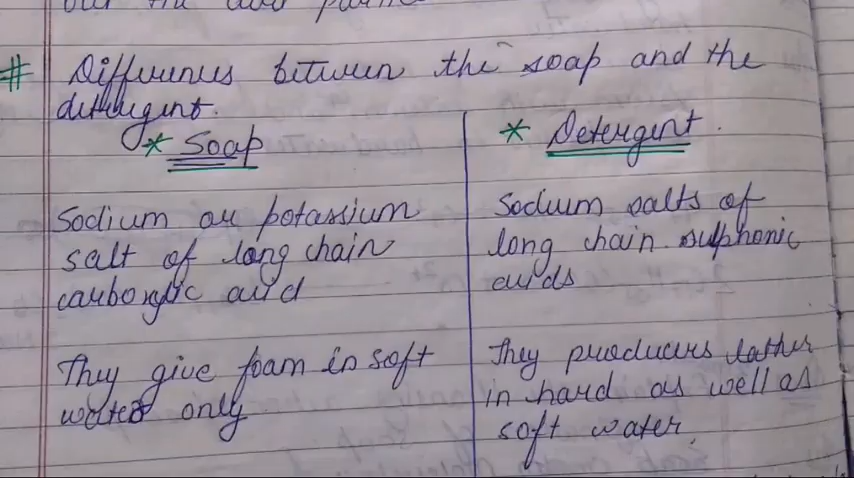 # Differences between the soap and the
detergent.
* Soap
Sodium or potassium
salt of long chain
carboxylic acid
They give foam in soft
water only
* Detergent.
Sodium salts of
long chain sulphonic
acids
They producers lather
in hard as well as
soft water.